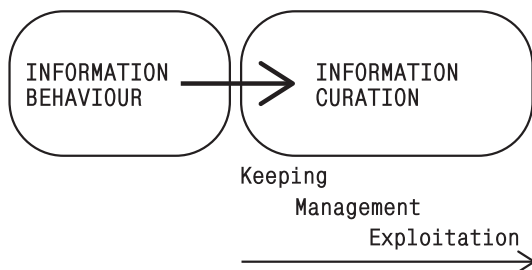 INFORMATION
BEHAVIOUR
INFORMATION
CURATION
Keeping
Management
Exploitation